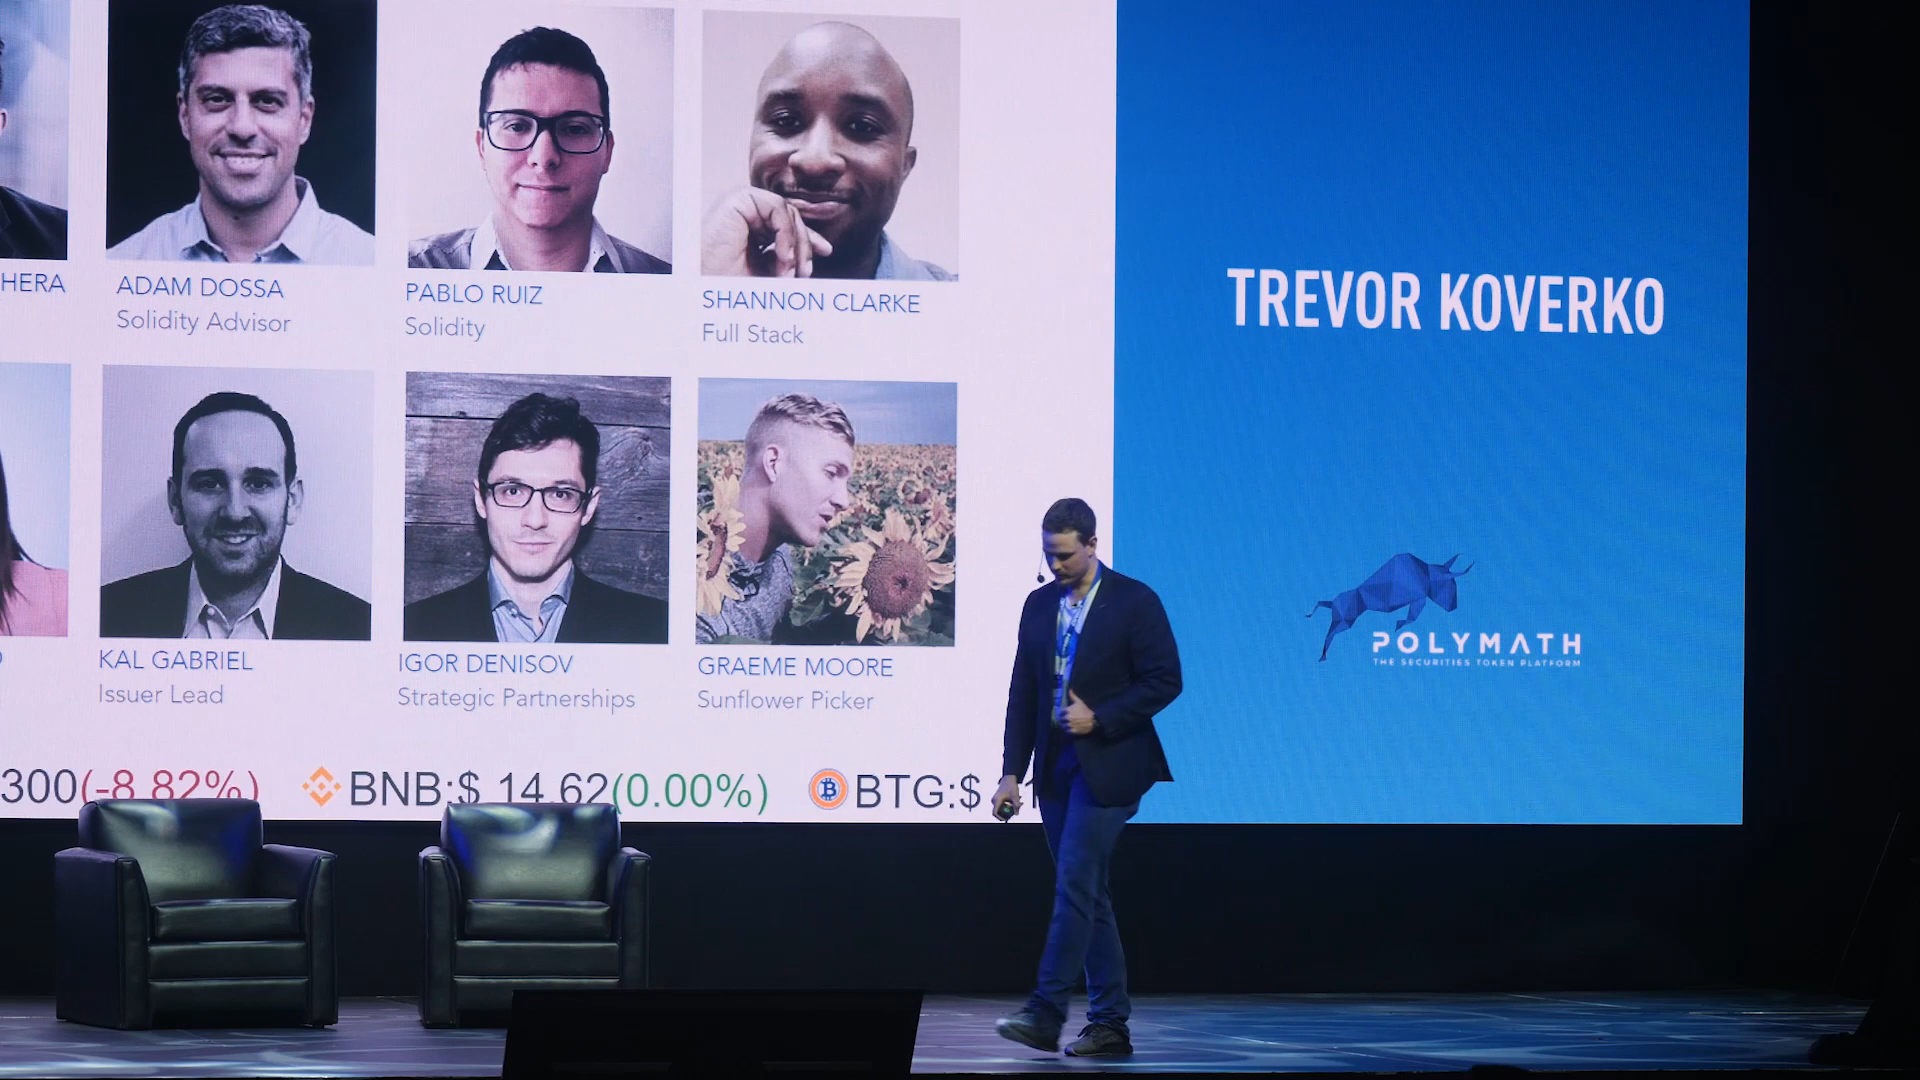 HERA
ADAM DOSSA
Solidity Advisor
PABLO RUIZ
Solidity
SHANNON CLARKE
Full Stack
KAL GABRIEL
Issuer Lead
IGOR DENISOV
Strategic Partnerships
GRAEME MOORE
Sunflower Picker
300(-8.82%) BNB:$ 14.62(0.00%) BTG:$
TREVOR KOVERKO
POLYMATH
THE SECURITIES TOKEN PLATFORM